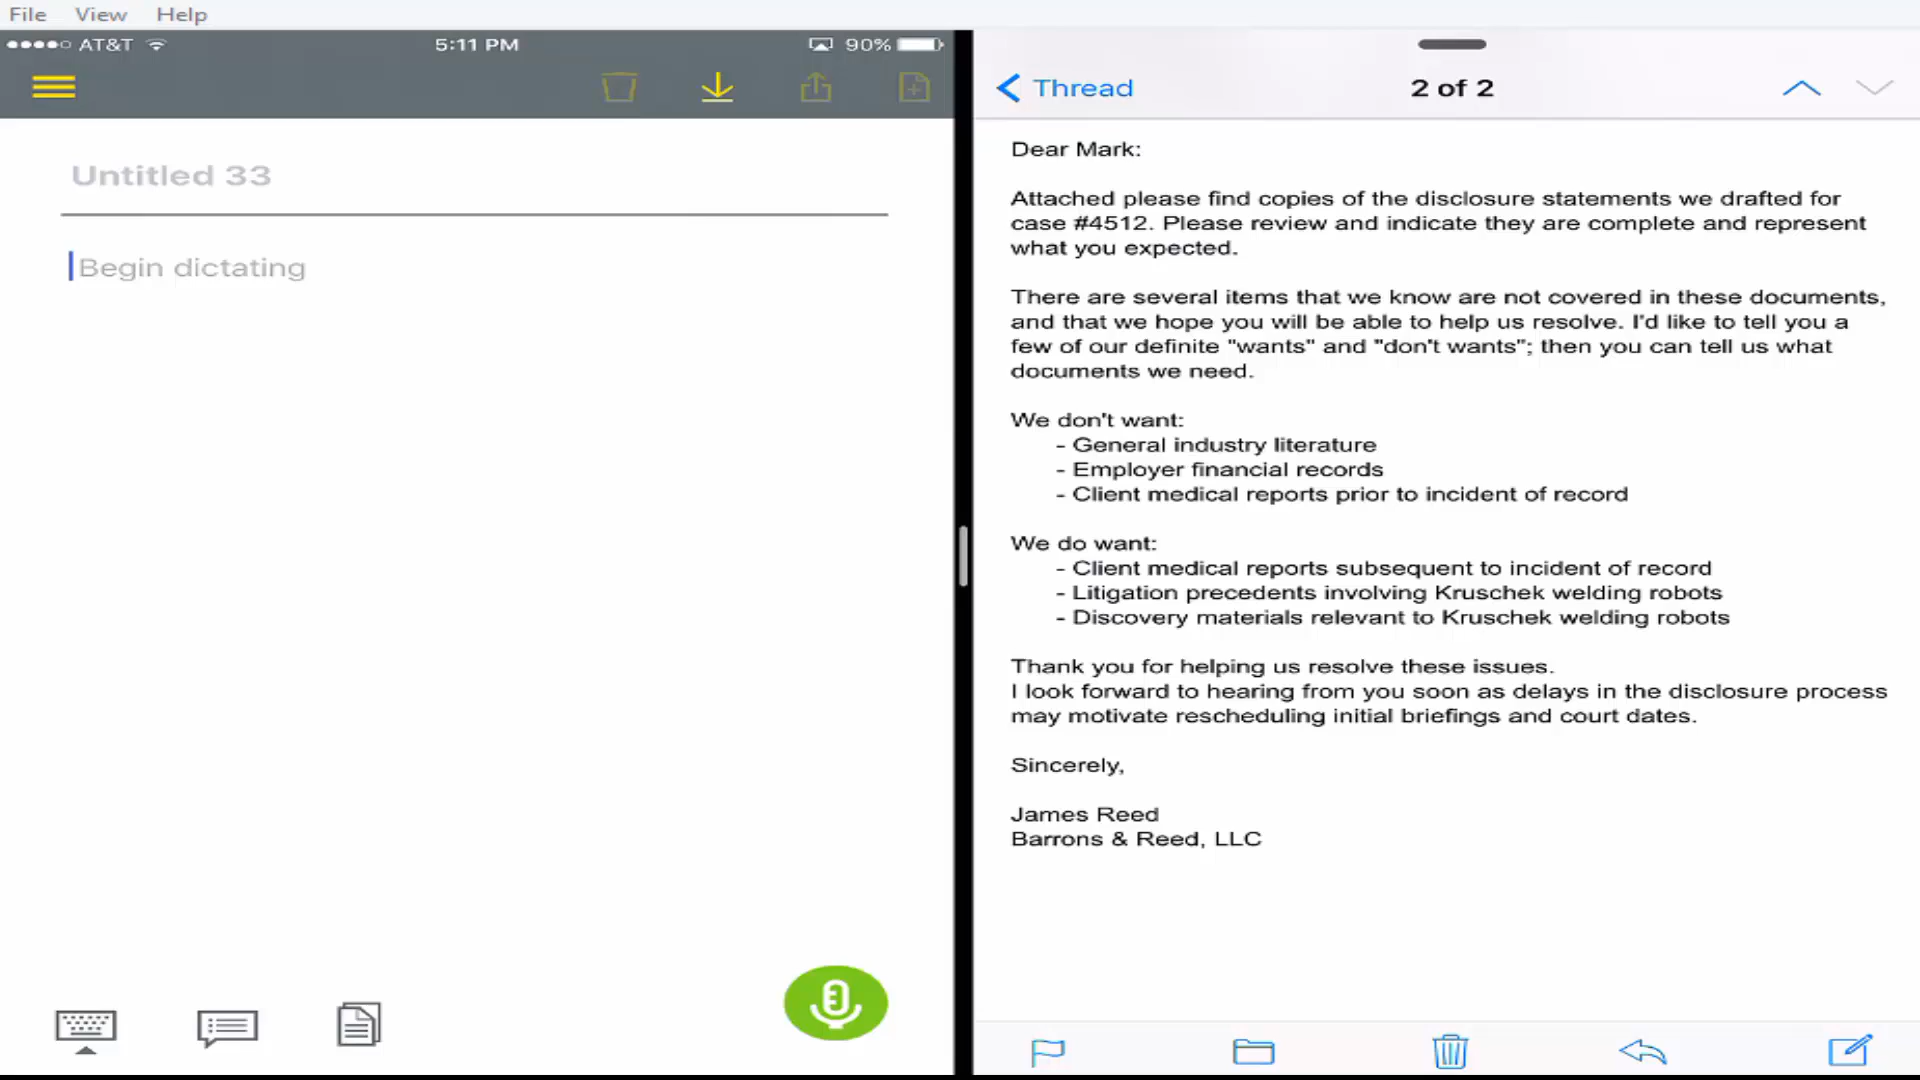 File View Help
AT&T 5:11 PM 90%
Untitled 33
Begin dictating
Thread 2 of 2
Dear Mark:
Attached please find copies of the disclosure statements we drafted for
case #4512. Please review and indicate they are complete and represent
what you expected.
There are several items that we know are not covered in these documents,
and that we hope you will be able to help us resolve. I'd like to tell you a
few of our definite "wants" and "don't wants"; then you can tell us what
documents we need.
We don't want:
- General industry literature
- Employer financial records
- Client medical reports prior to incident of record
We do want:
- Client medical reports subsequent to incident of record
- Litigation precedents involving Kruschek welding robots
- Discovery materials relevant to Kruschek welding robots
Thank you for helping us resolve these issues.
I look forward to hearing from you soon as delays in the disclosure process
may motivate rescheduling initial briefings and court dates.
Sincerely,
James Reed
Barrons & Reed, LLC